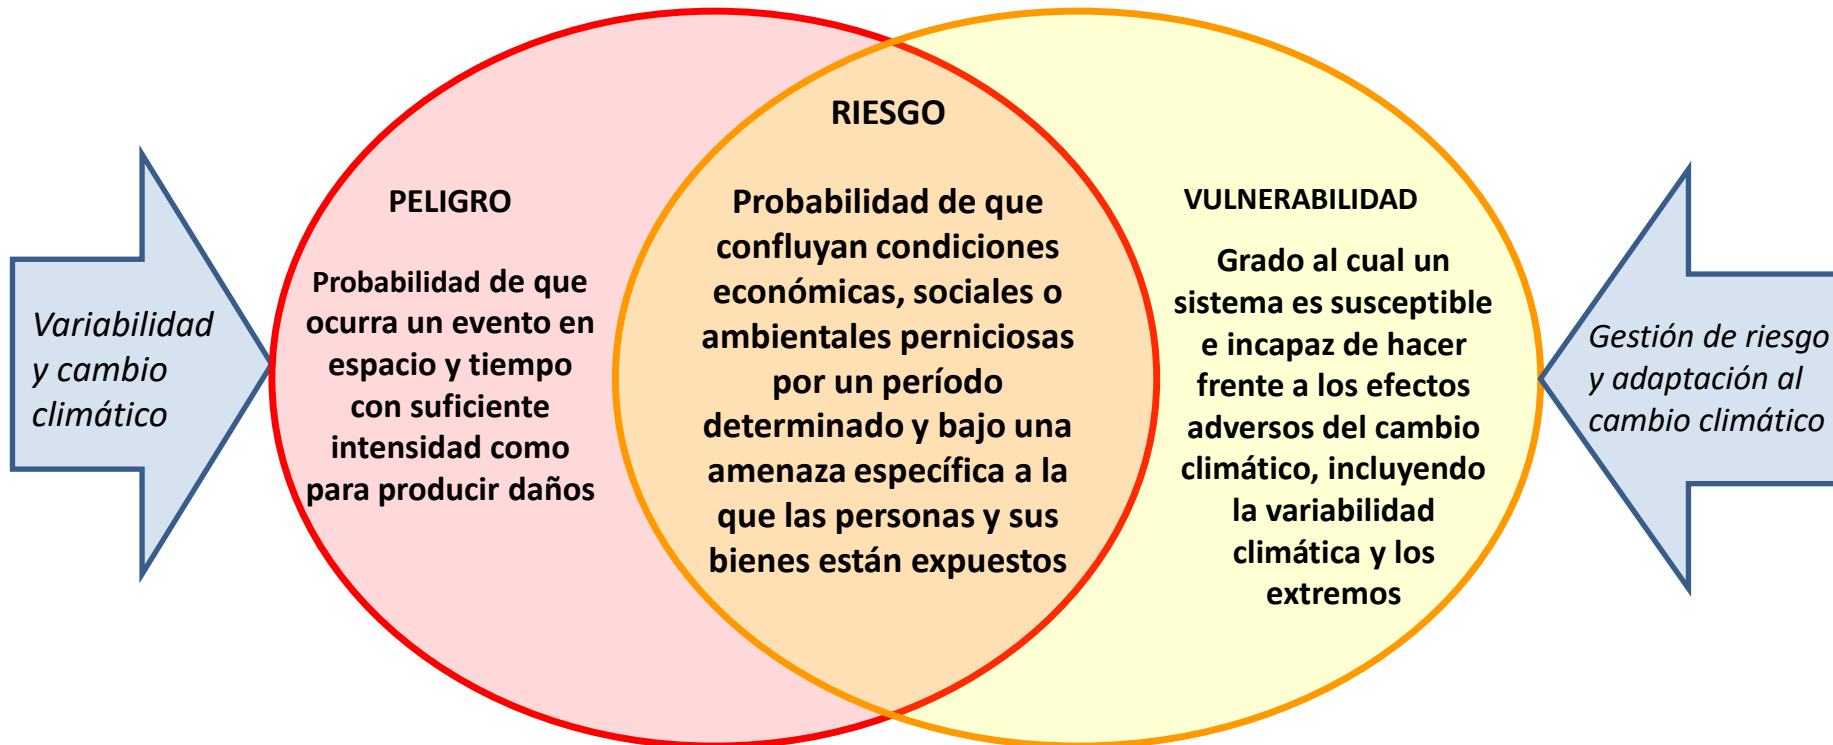 Variabilidad
y cambio
climático
PELIGRO
Probabilidad de que
ocurra un evento en
espacio y tiempo
con suficiente
intensidad como
para producir daños
RIESGO
Probabilidad de que
confluyan condiciones
económicas, sociales o
ambientales perniciosas
por un período
determinado y bajo una
amenaza específica a la
que las personas y sus
bienes están expuestos
VULNERABILIDAD
Grado al cual un
sistema es susceptible
e incapaz de hacer
frente a los efectos
adversos del cambio
climático, incluyendo
la variabilidad
climática y los
extremos
Gestión de riesgo
y adaptación al
cambio climático